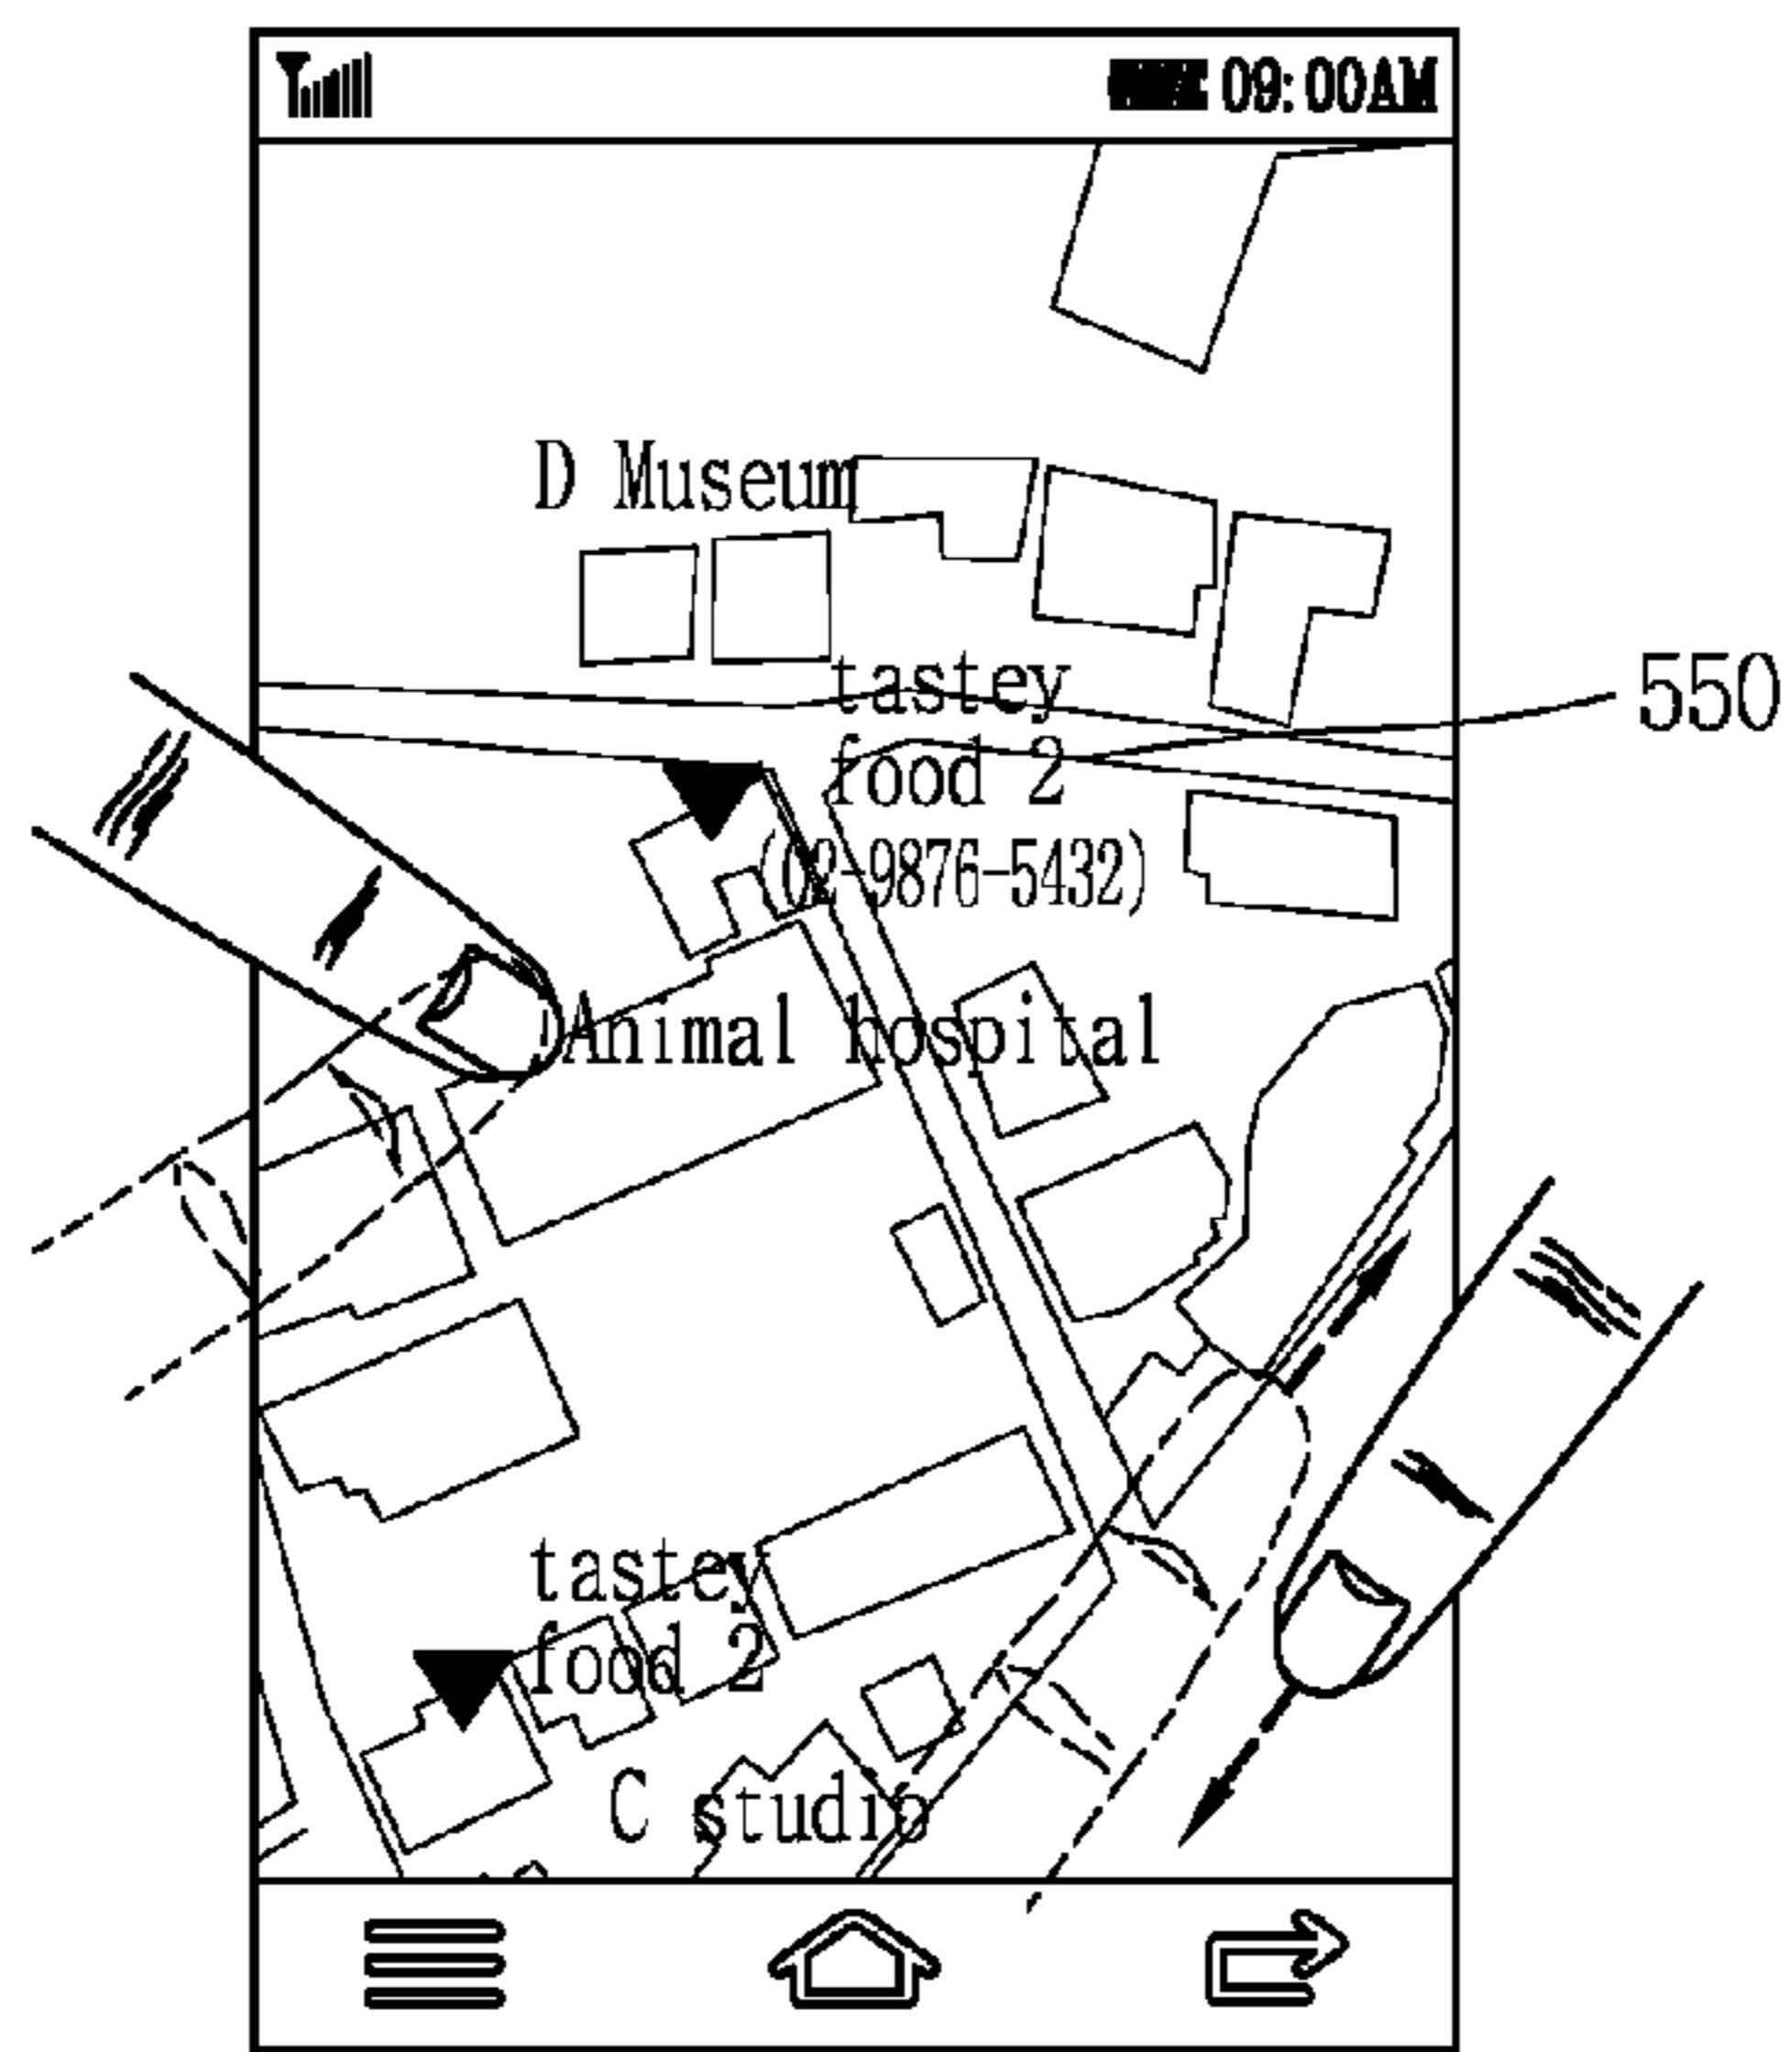 09:00AM
D Museum
tastey
food 2
550
(02-9876-5432)
Animal hospital
tastey
food 2
C studio